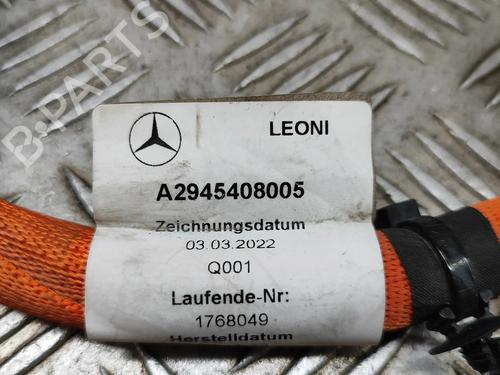 B-PARTS
LEONI
A2945408005
Zeichnungsdatum
03.03.2022
Q001
Laufende-Nr:
1768049
Herstelldatum